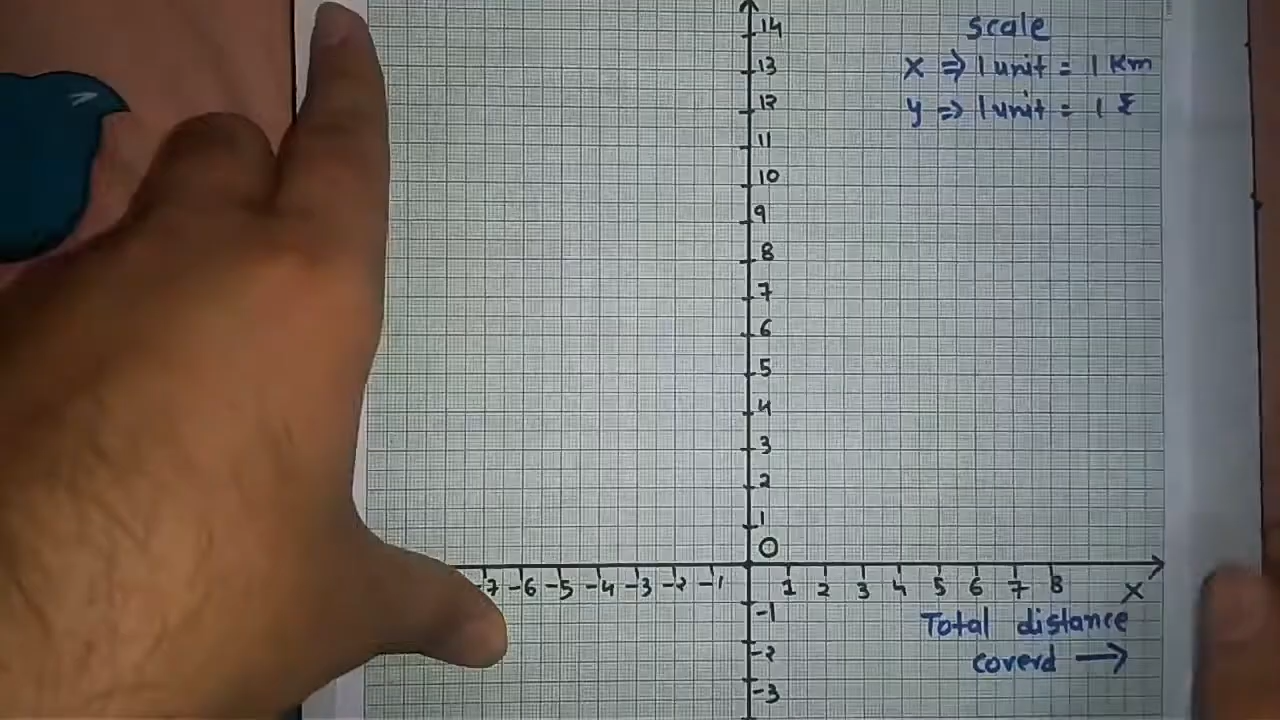 scale
x ⇒ 1 unit = 1 Km
y ⇒ 1 unit = 1 ₹
14
13
12
11
10
9
8
7
6
5
4
3
2
1
O
-7 -6 -5 -4 -3 -2 -1 1 2 3 4 5 6 7 8 X
-1
-2
-3
Total distance
coverd →